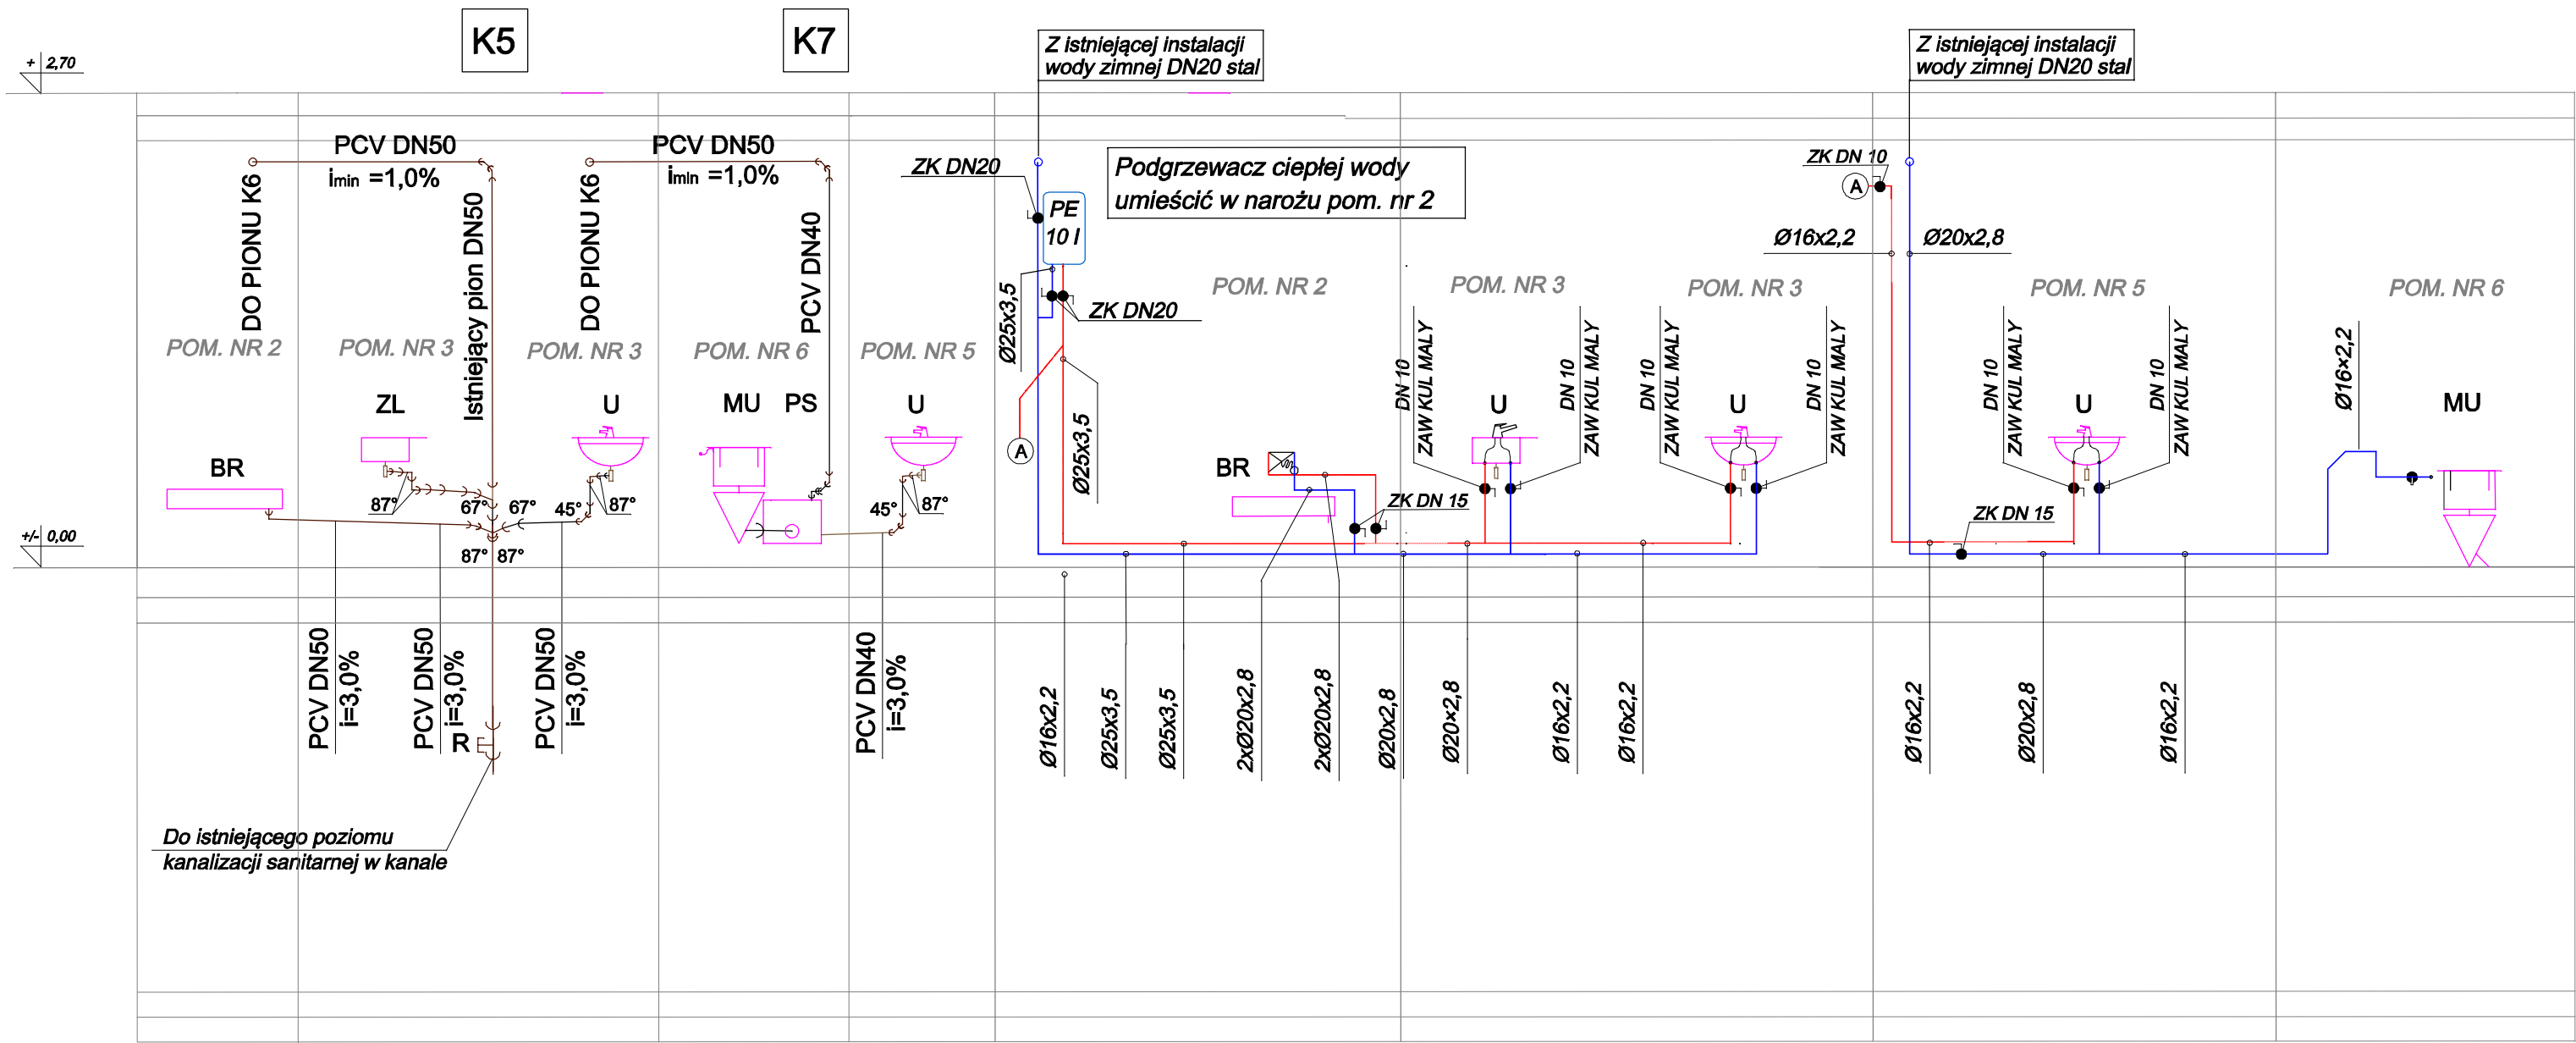 K5
K7
Z istniejącej instalacji
wody zimnej DN20 stal
Z istniejącej instalacji
wody zimnej DN20 stal
+ 2,70
PCV DN50
imin =1,0%
PCV DN50
imin =1,0%
ZK DN20
Podgrzewacz ciepłej wody
umieścić w narożu pom. nr 2
ZK DN 10
A
DO PIONU K6
Istniejący pion DN50
DO PIONU K6
PCV DN40
PE
10 l
Ø16x2,2
Ø20x2,8
Ø25x3,5
ZK DN20
POM. NR 2
POM. NR 3
POM. NR 3
POM. NR 5
POM. NR 6
POM. NR 2
POM. NR 3
POM. NR 3
POM. NR 6
POM. NR 5
DN 10
ZAW KUL MALY
DN 10
ZAW KUL MALY
DN 10
ZAW KUL MALY
DN 10
ZAW KUL MALY
DN 10
ZAW KUL MALY
DN 10
ZAW KUL MALY
Ø16×2,2
ZL
U
MU
PS
U
U
U
U
MU
A
Ø25x3,5
BR
BR
87°
67°
67°
45°
87°
45°
87°
ZK DN 15
ZK DN 15
+/- 0,00
87°
87°
PCV DN50
i=3,0%
PCV DN50
i=3,0%
PCV DN50
i=3,0%
PCV DN40
i=3,0%
R
Ø16x2,2
Ø25x3,5
Ø25x3,5
2xØ20x2,8
2xØ20x2,8
Ø20x2,8
Ø20×2,8
Ø16x2,2
Ø16x2,2
Ø16x2,2
Ø20x2,8
Ø16x2,2
Do istniejącego poziomu
kanalizacji sanitarnej w kanale